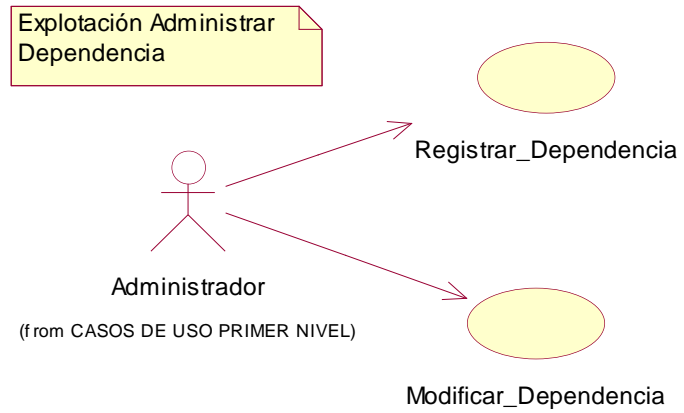 Explotación Administrar
Dependencia
Registrar_Dependencia
Administrador
(from CASOS DE USO PRIMER NIVEL)
Modificar_Dependencia